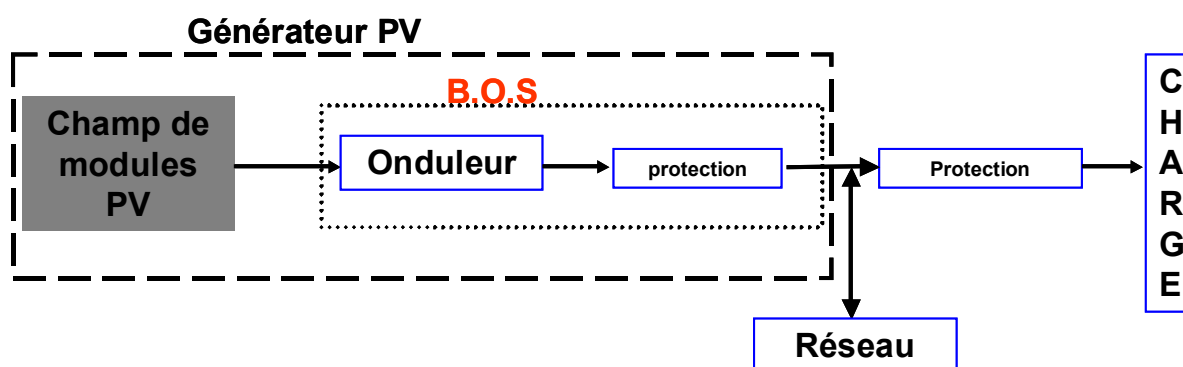 Générateur PV
B.O.S
Champ de
modules
PV
Onduleur
protection
Protection
C
H
A
R
G
E
Réseau